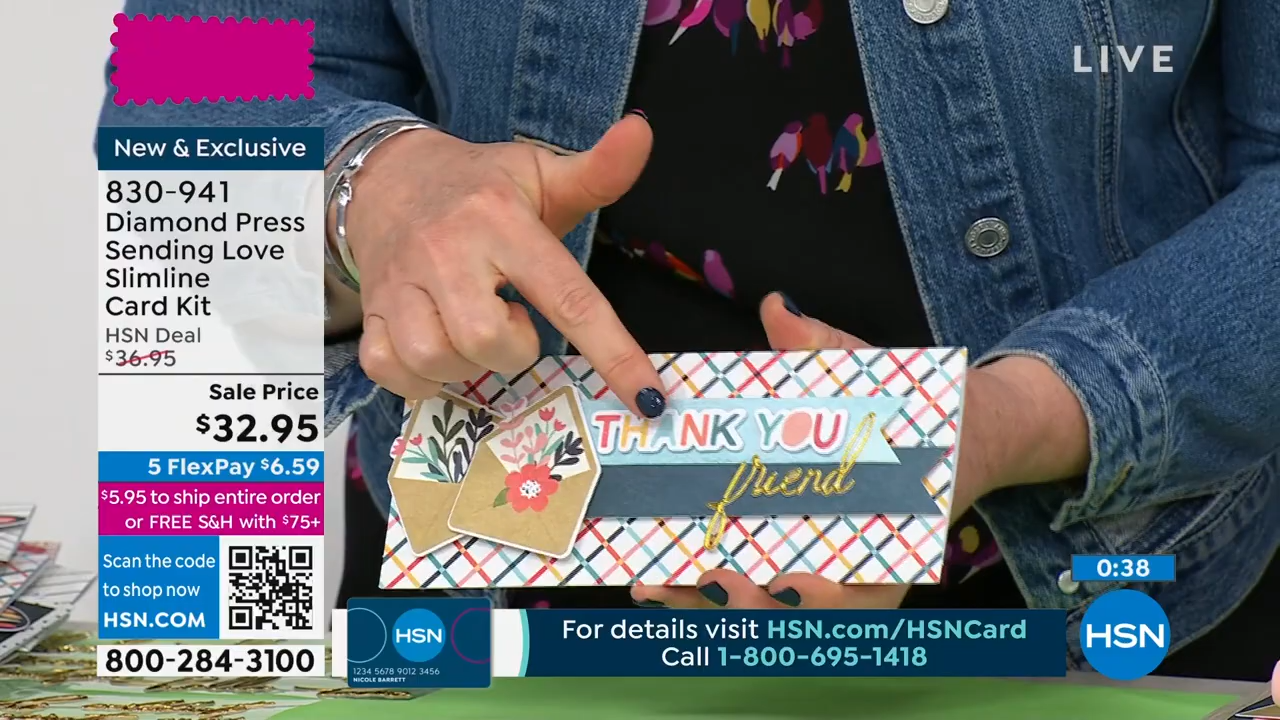 LIVE
New & Exclusive
830-941
Diamond Press
Sending Love
Slimline
Card Kit
HSN Deal
$36.95
Sale Price
$32.95
5 FlexPay $6.59
$5.95 to ship entire order
or FREE S&H with $75+
Scan the code
to shop now
HSN.COM
800-284-3100
THANK YOU
friend
0:38
HSN
1234 5678 9012 3456
NICOLE BARRETT
For details visit HSN.com/HSNCard
Call 1-800-695-1418
HSN